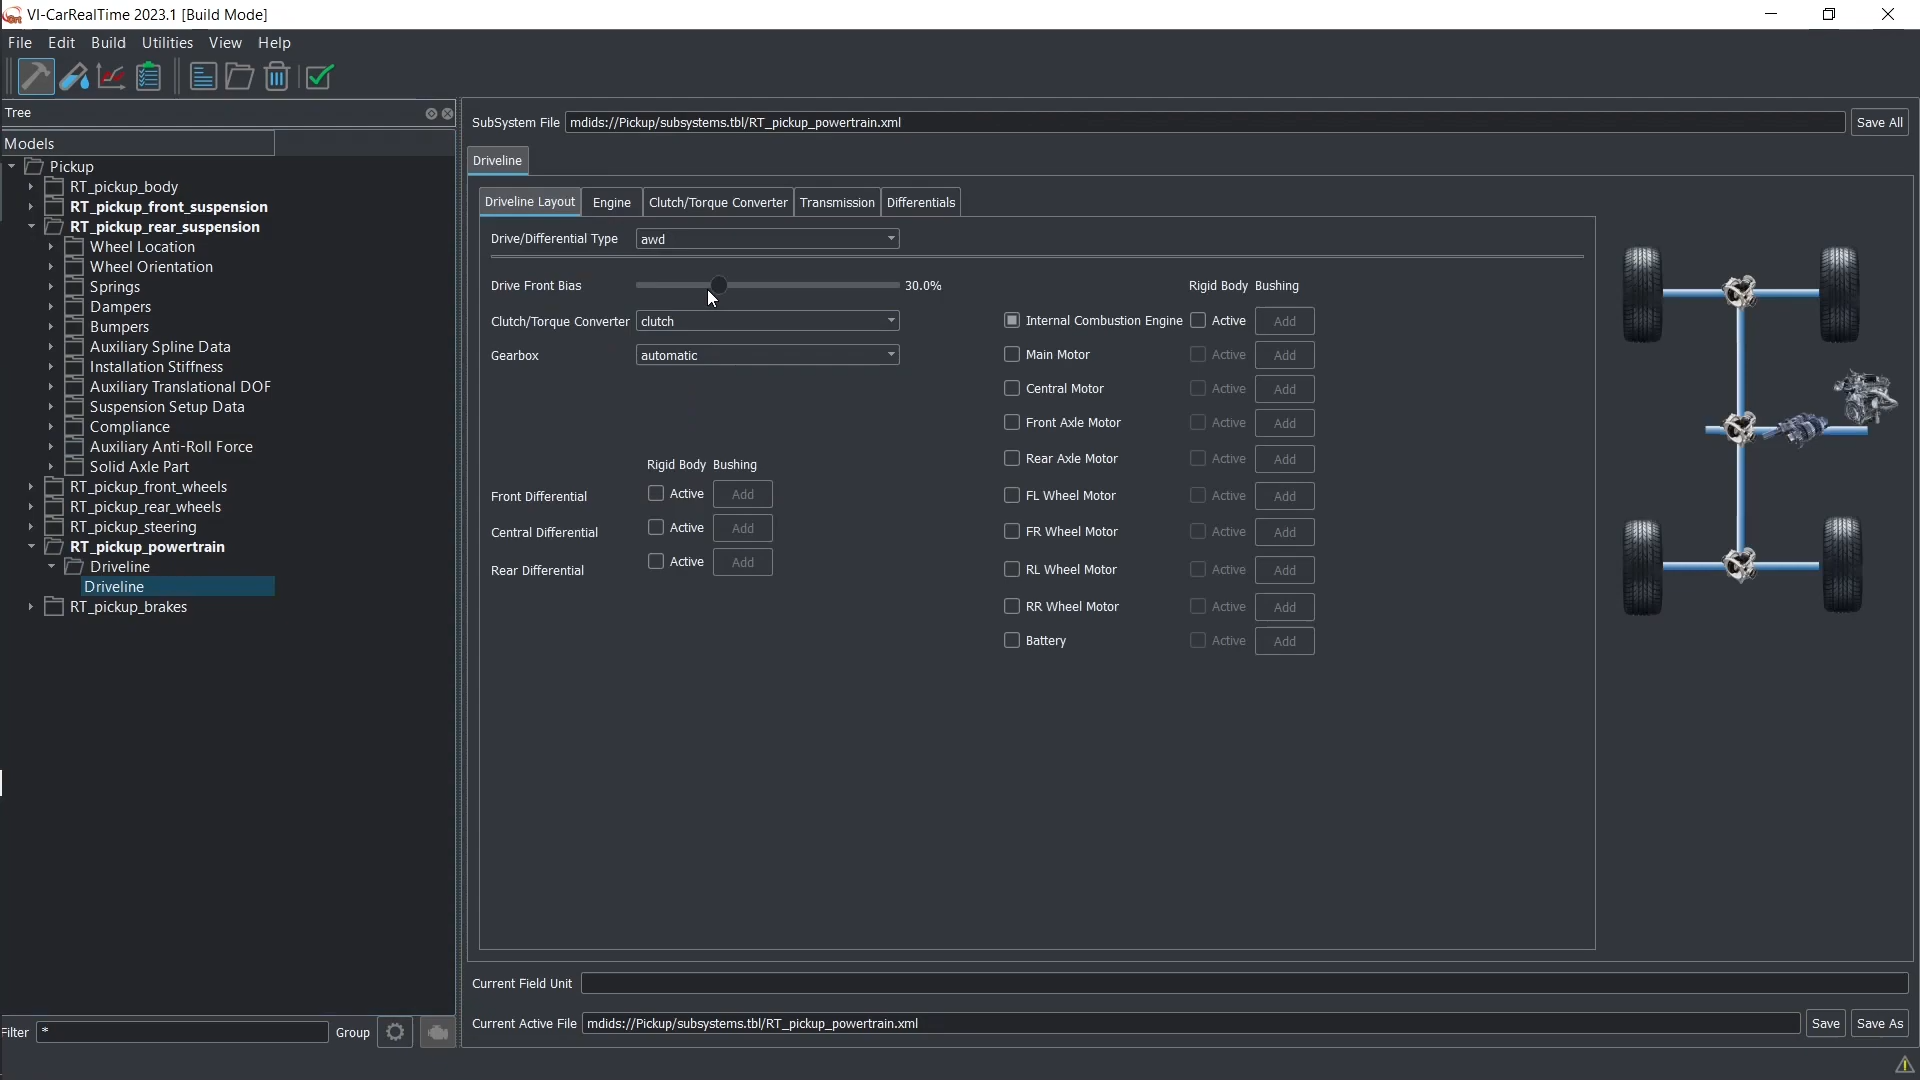 VI-CarRealTime 2023.1 [Build Mode]
File Edit Build Utilities View Help
Tree
Models
Pickup
RT_pickup_body
RT_pickup_front_suspension
RT_pickup_rear_suspension
Wheel Location
Wheel Orientation
Springs
Dampers
Bumpers
Auxiliary Spline Data
Installation Stiffness
Auxiliary Translational DOF
Suspension Setup Data
Compliance
Auxiliary Anti-Roll Force
Solid Axle Part
RT_pickup_front_wheels
RT_pickup_rear_wheels
RT_pickup_steering
RT_pickup_powertrain
Driveline
Driveline
RT_pickup_brakes
Filter * Group
SubSystem File mdids://Pickup/subsystems.tbl/RT_pickup_powertrain.xml Save All
Driveline
Driveline Layout Engine Clutch/Torque Converter Transmission Differentials
Drive/Differential Type awd
Drive Front Bias 30.0%
Clutch/Torque Converter clutch
Gearbox automatic
Rigid Body Bushing
Front Differential Active Add
Central Differential Active Add
Rear Differential Active Add
Rigid Body Bushing
Internal Combustion Engine Active Add
Main Motor Active Add
Central Motor Active Add
Front Axle Motor Active Add
Rear Axle Motor Active Add
FL Wheel Motor Active Add
FR Wheel Motor Active Add
RL Wheel Motor Active Add
RR Wheel Motor Active Add
Battery Active Add
Current Field Unit
Current Active File mdids://Pickup/subsystems.tbl/RT_pickup_powertrain.xml Save Save As